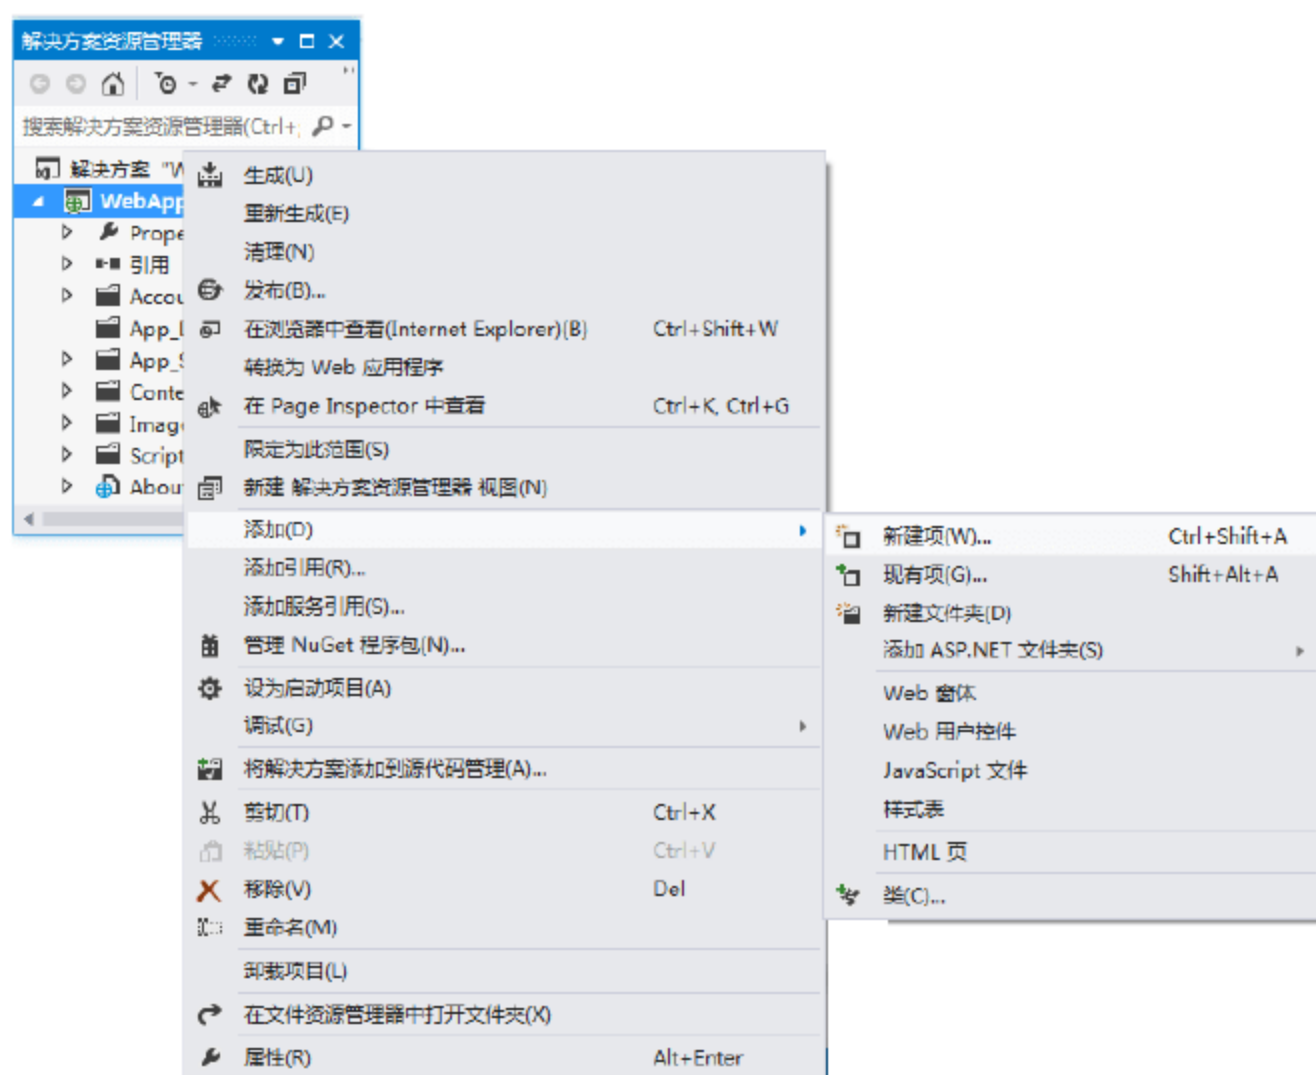 解决方案资源管理器
搜索解决方案资源管理器(Ctrl+;
解决方案 "W
WebApp
Prope
引用
Accou
App_D
App_S
Conte
Image
Script
Abou
生成(U)
重新生成(E)
清理(N)
发布(B)...
在浏览器中查看(Internet Explorer)(B) Ctrl+Shift+W
转换为 Web 应用程序
在 Page Inspector 中查看 Ctrl+K, Ctrl+G
限定为此范围(S)
新建 解决方案资源管理器 视图(N)
添加(D)
添加引用(R)...
添加服务引用(S)...
管理 NuGet 程序包(N)...
设为启动项目(A)
调试(G)
将解决方案添加到源代码管理(A)...
剪切(T) Ctrl+X
粘贴(P) Ctrl+V
移除(V) Del
重命名(M)
卸载项目(L)
在文件资源管理器中打开文件夹(X)
属性(R) Alt+Enter
新建项(W)... Ctrl+Shift+A
现有项(G)... Shift+Alt+A
新建文件夹(D)
添加 ASP.NET 文件夹(S)
Web 窗体
Web 用户控件
JavaScript 文件
样式表
HTML 页
类(C)...